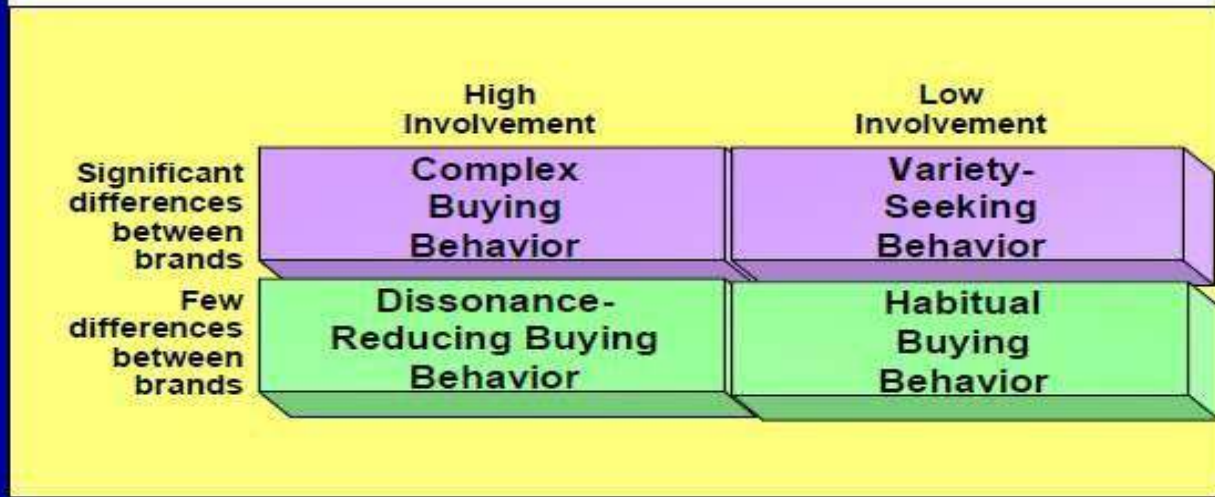 High
Involvement
Low
Involvement
Significant
differences
between
brands
Complex
Buying
Behavior
Variety-
Seeking
Behavior
Few
differences
between
brands
Dissonance-
Reducing Buying
Behavior
Habitual
Buying
Behavior